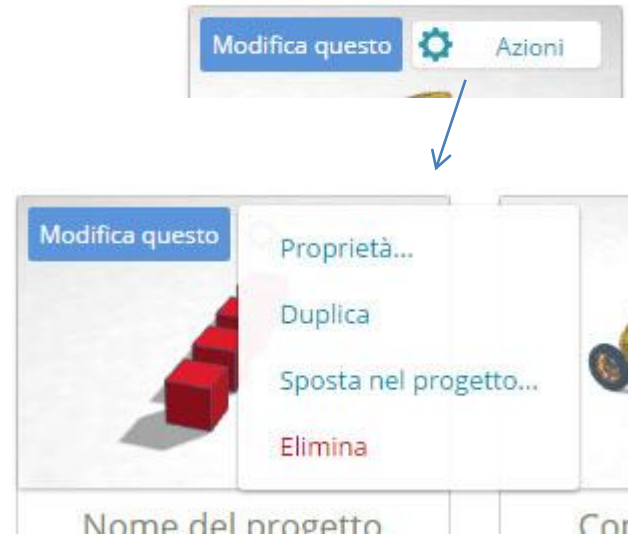 Modifica questo Azioni
Modifica questo
Proprietà...
Duplica
Sposta nel progetto...
Elimina
Nome del progetto